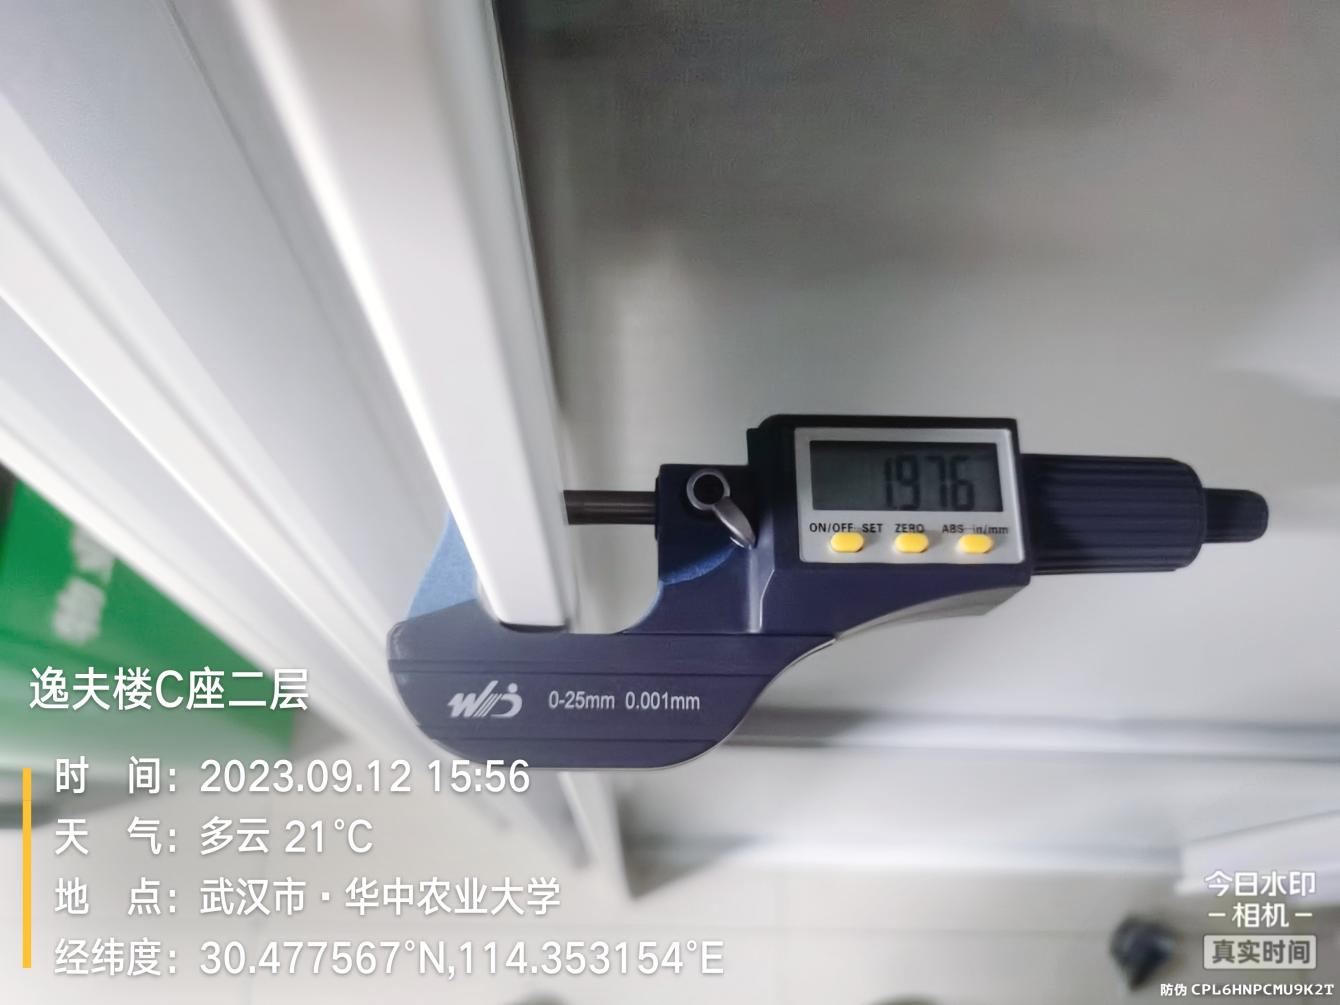 1.976
ON/OFF SET ZERO ABS in/mm
0-25mm 0.001mm
逸夫楼C座二层
时 间：2023.09.12 15:56
天 气：多云 21℃
地 点：武汉市·华中农业大学
经纬度：30.477567°N,114.353154°E
今日水印
-相机-
真实时间
防伪 CPL6HNPCMU9K2T